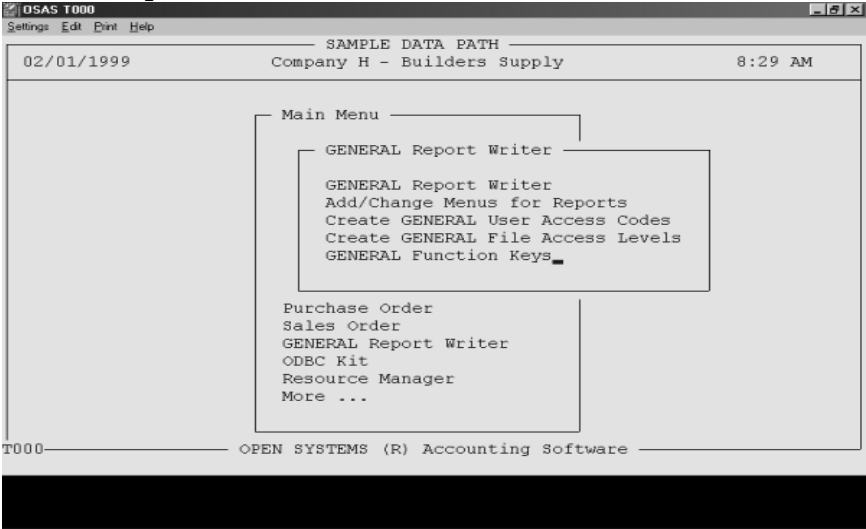 OSAS T000
Settings Edit Print Help
SAMPLE DATA PATH
02/01/1999 Company H - Builders Supply 8:29 AM
Main Menu
GENERAL Report Writer
GENERAL Report Writer
Add/Change Menus for Reports
Create GENERAL User Access Codes
Create GENERAL File Access Levels
GENERAL Function Keys
Purchase Order
Sales Order
GENERAL Report Writer
ODBC Kit
Resource Manager
More ...
T000 OPEN SYSTEMS (R) Accounting Software